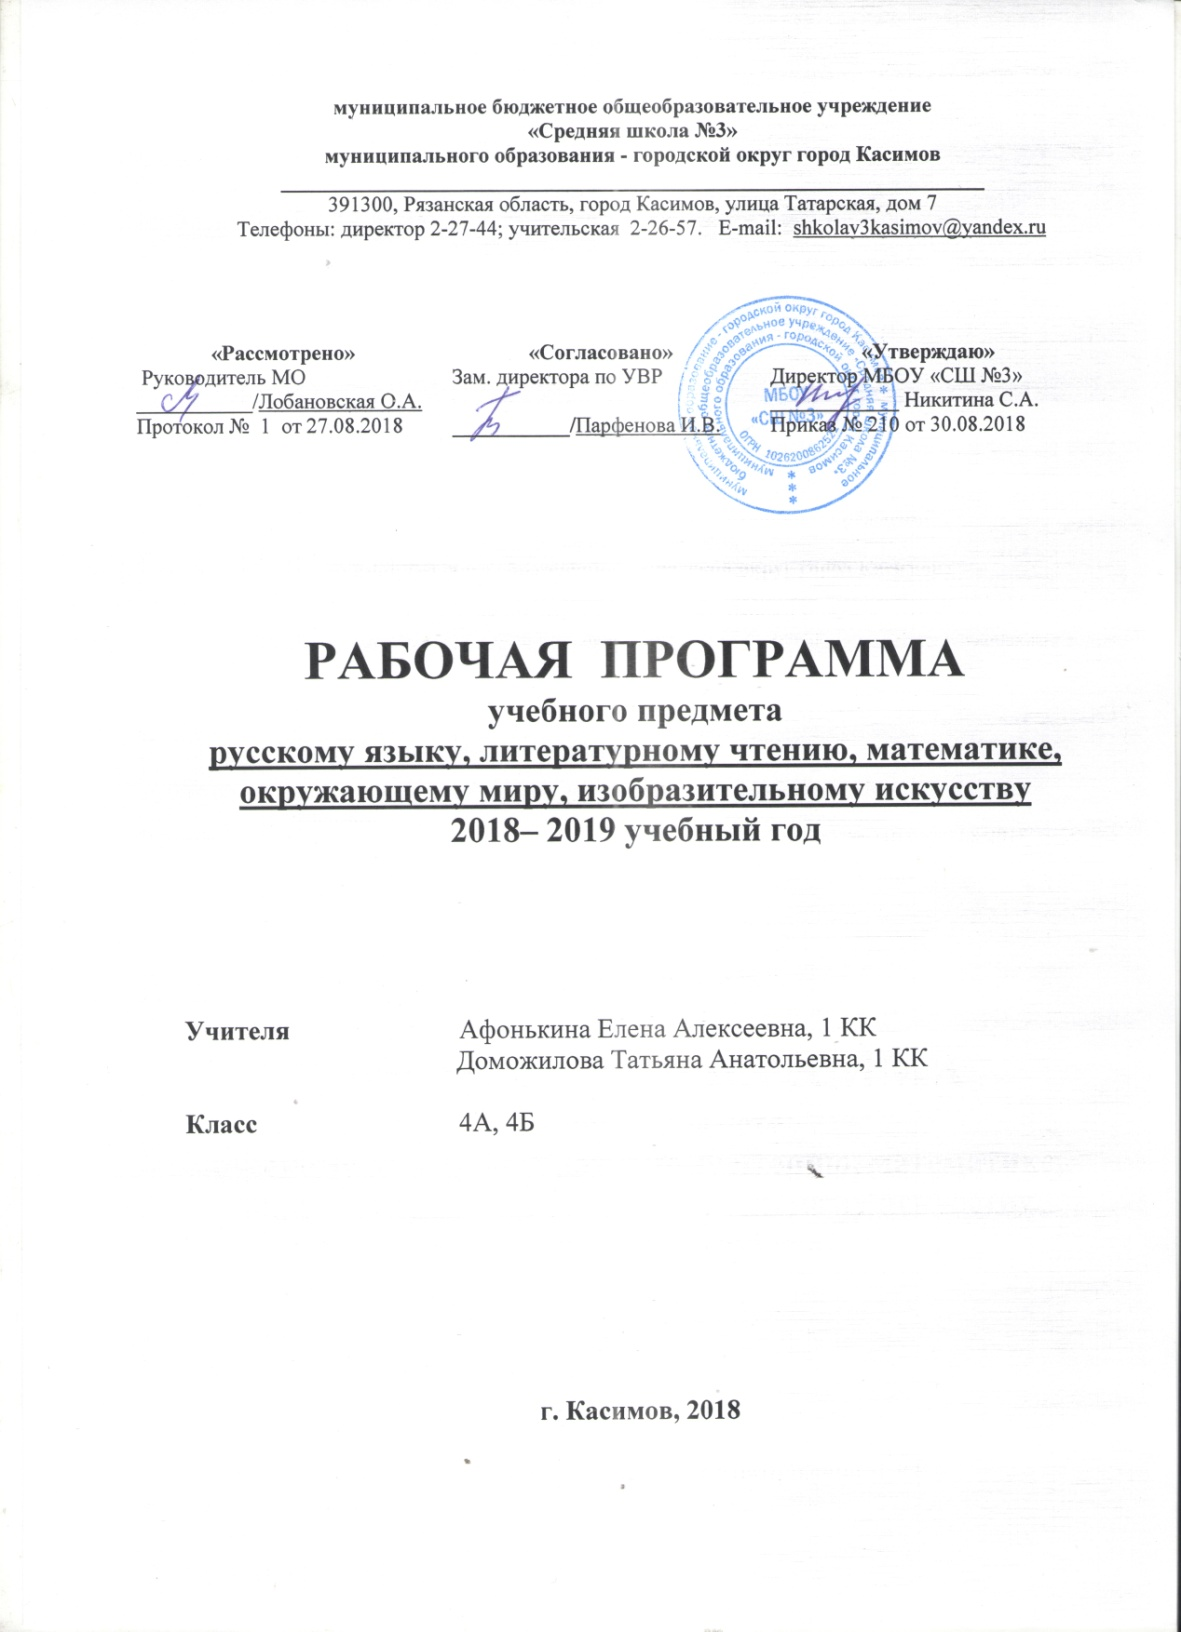 муниципальное бюджетное общеобразовательное учреждение
«Средняя школа №3»
муниципального образования - городской округ город Касимов
391300, Рязанская область, город Касимов, улица Татарская, дом 7
Телефоны: директор 2-27-44; учительская 2-26-57. E-mail: shkolav3kasimov@yandex.ru
«Рассмотрено»
Руководитель МО
/Лобановская О.А.
Протокол № 1 от 27.08.2018
«Согласовано»
Зам. директора по УВР
/Парфенова И.В.
«Утверждаю»
Директор МБОУ «СШ №3»
Никитина С.А.
Приказ № 210 от 30.08.2018
МБОУ
«СШ №3»
РАБОЧАЯ ПРОГРАММА
учебного предмета
русскому языку, литературному чтению, математике,
окружающему миру, изобразительному искусству
2018– 2019 учебный год
Учителя Афонькина Елена Алексеевна, 1 КК
Доможилова Татьяна Анатольевна, 1 КК
Класс 4А, 4Б
г. Касимов, 2018